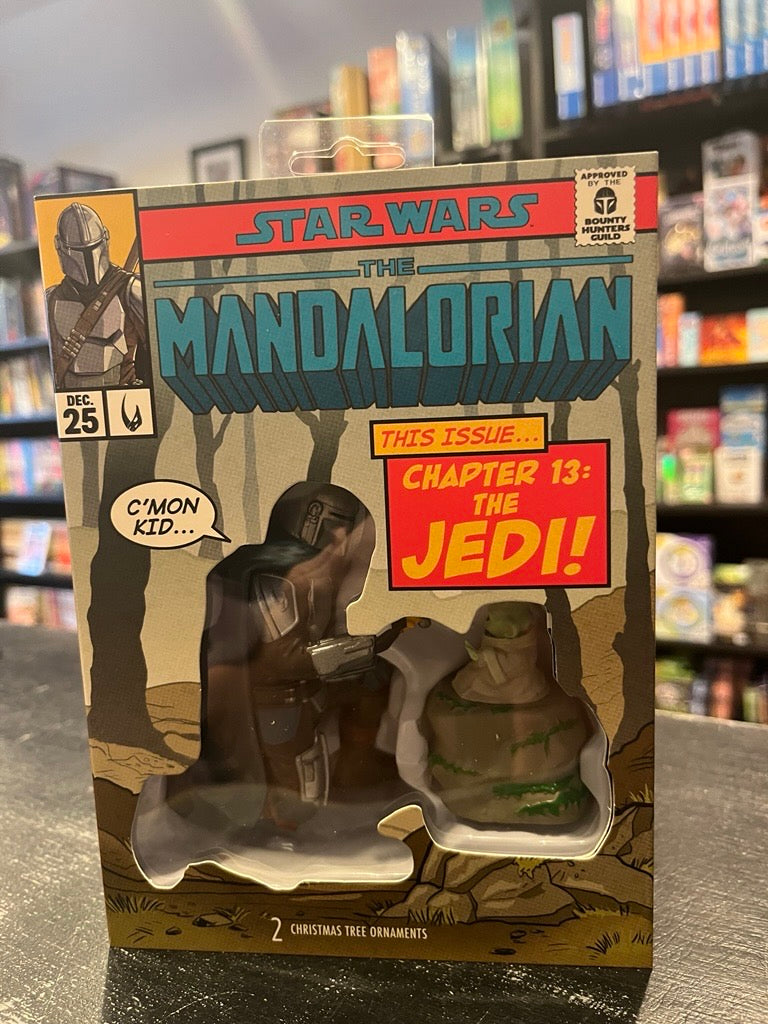 APPROVED
BY THE
BOUNTY
HUNTERS
GUILD
STAR WARS
THE
MANDALORIAN
DEC.
25
THIS ISSUE...
CHAPTER 13:
THE
JEDI!
C'MON
KID...
2 CHRISTMAS TREE ORNAMENTS